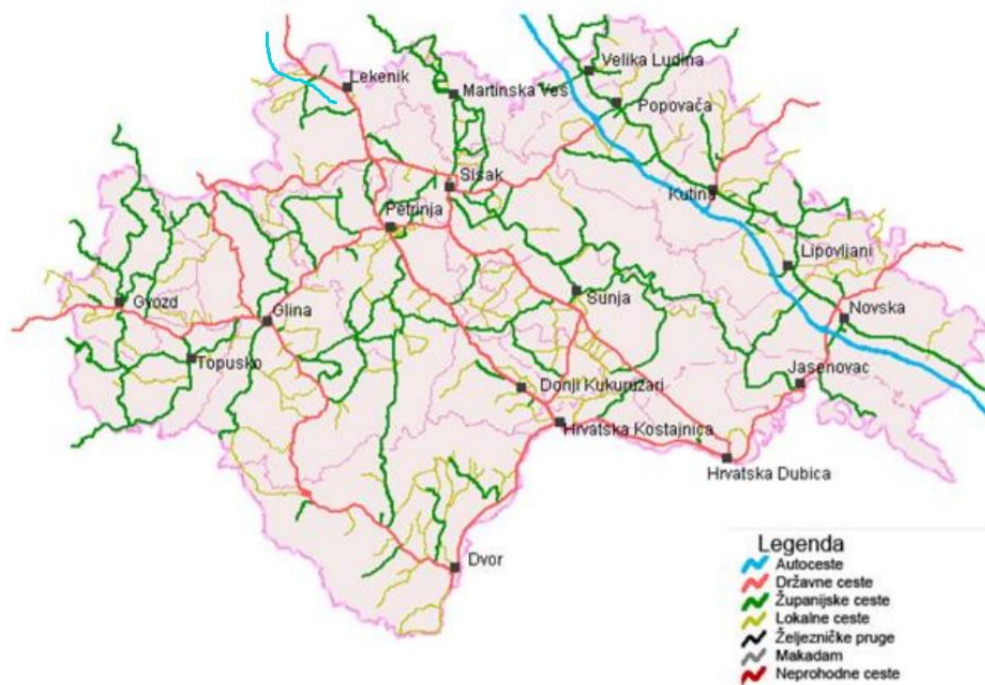 Velika Ludina
Lekenik
Martinska Ves
Popovača
Sisak
Kutina
Petrinja
Lipovljani
Gvozd
Glina
Sunja
Novska
Topusko
Jasenovac
Donji Kukuruzari
Hrvatska Kostajnica
Hrvatska Dubica
Dvor
Legenda
Autoceste
Državne ceste
Županijske ceste
Lokalne ceste
Željezničke pruge
Makadam
Neprohodne ceste